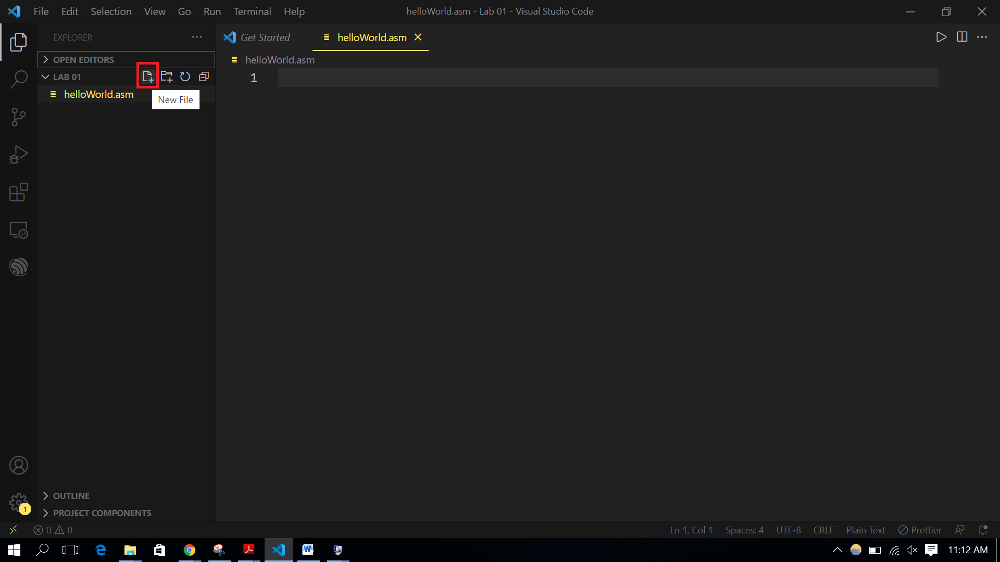 File Edit Selection View Go Run Terminal Help
helloWorld.asm - Lab 01 - Visual Studio Code
EXPLORER
OPEN EDITORS
LAB 01
helloWorld.asm
New File
Get Started
helloWorld.asm
helloWorld.asm
1
OUTLINE
PROJECT COMPONENTS
1
0 0
Ln 1, Col 1 Spaces: 4 UTF-8 CRLF Plain Text Prettier
11:12 AM